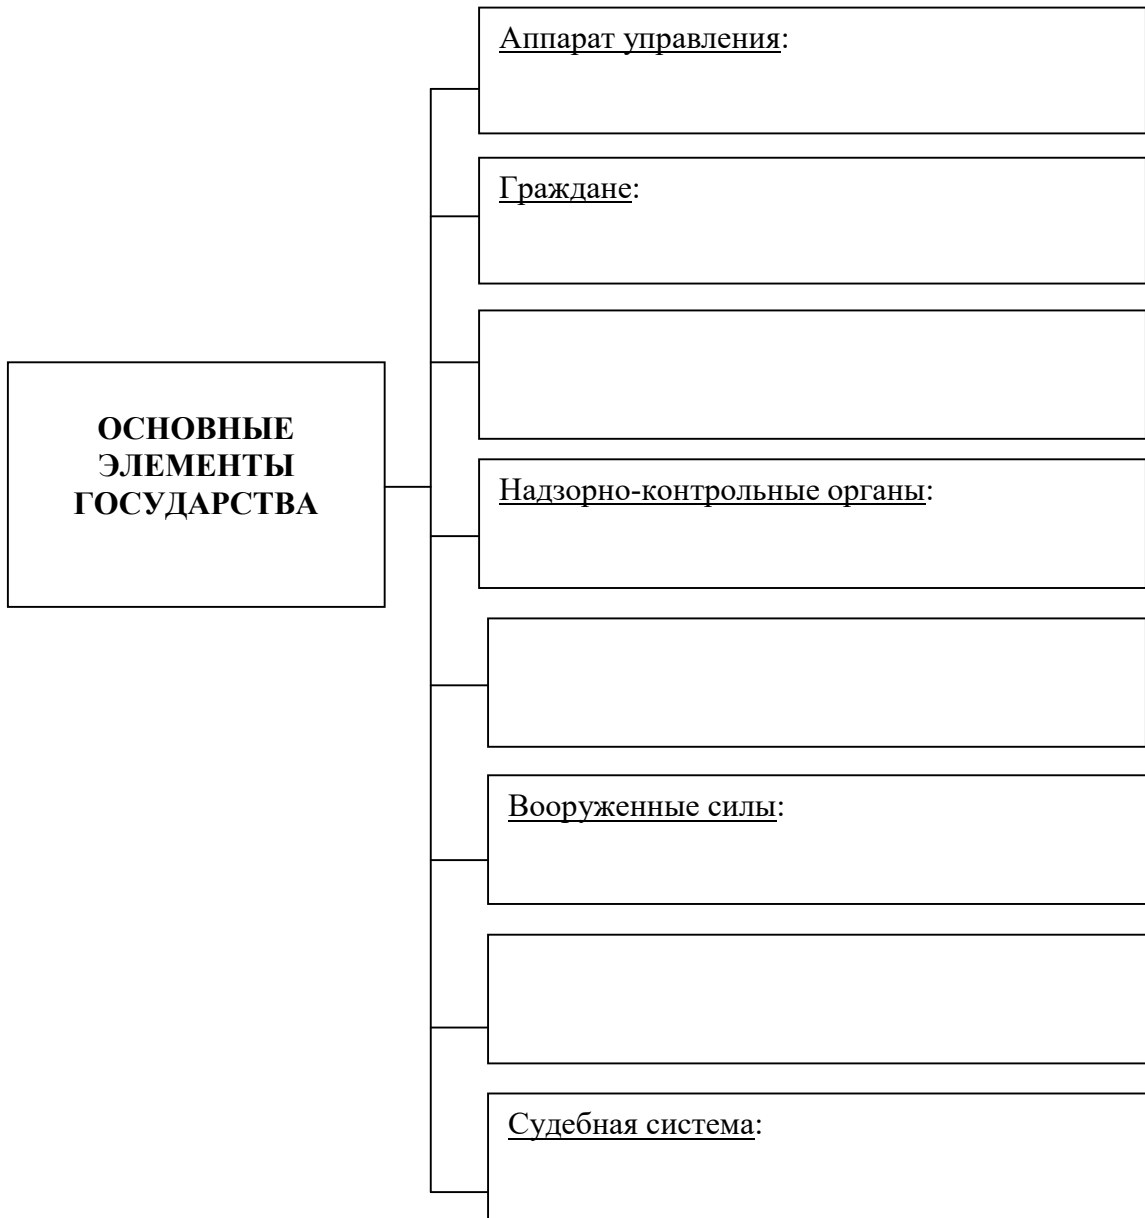 Аппарат управления:
Граждане:
ОСНОВНЫЕ
ЭЛЕМЕНТЫ
ГОСУДАРСТВА
Надзорно-контрольные органы:
Вооруженные силы:
Судебная система: